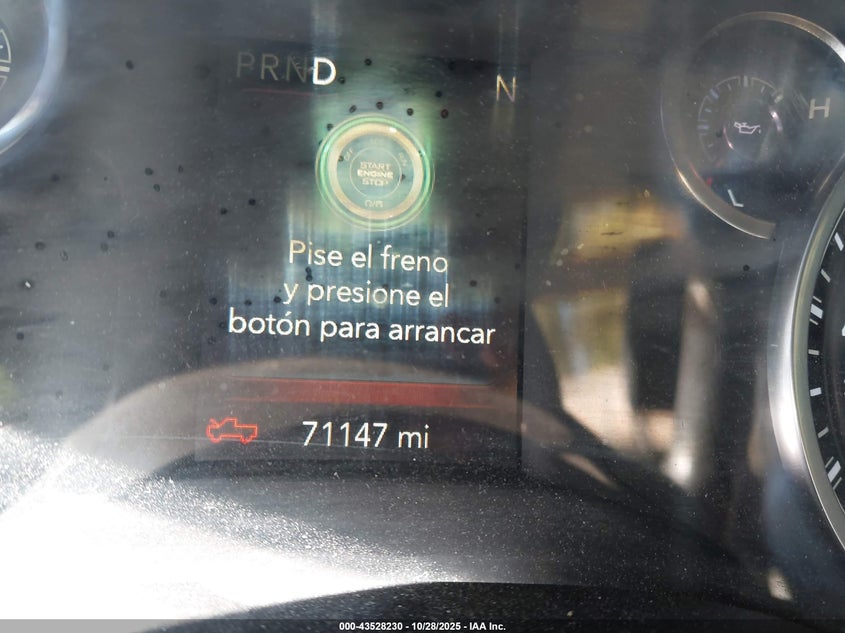 PRND
N
H
START
ENGINE
STOP
L
Pise el freno
y presione el
botón para arrancar
71147 mi
000-43528230 - 10/28/2025 - IAA Inc.